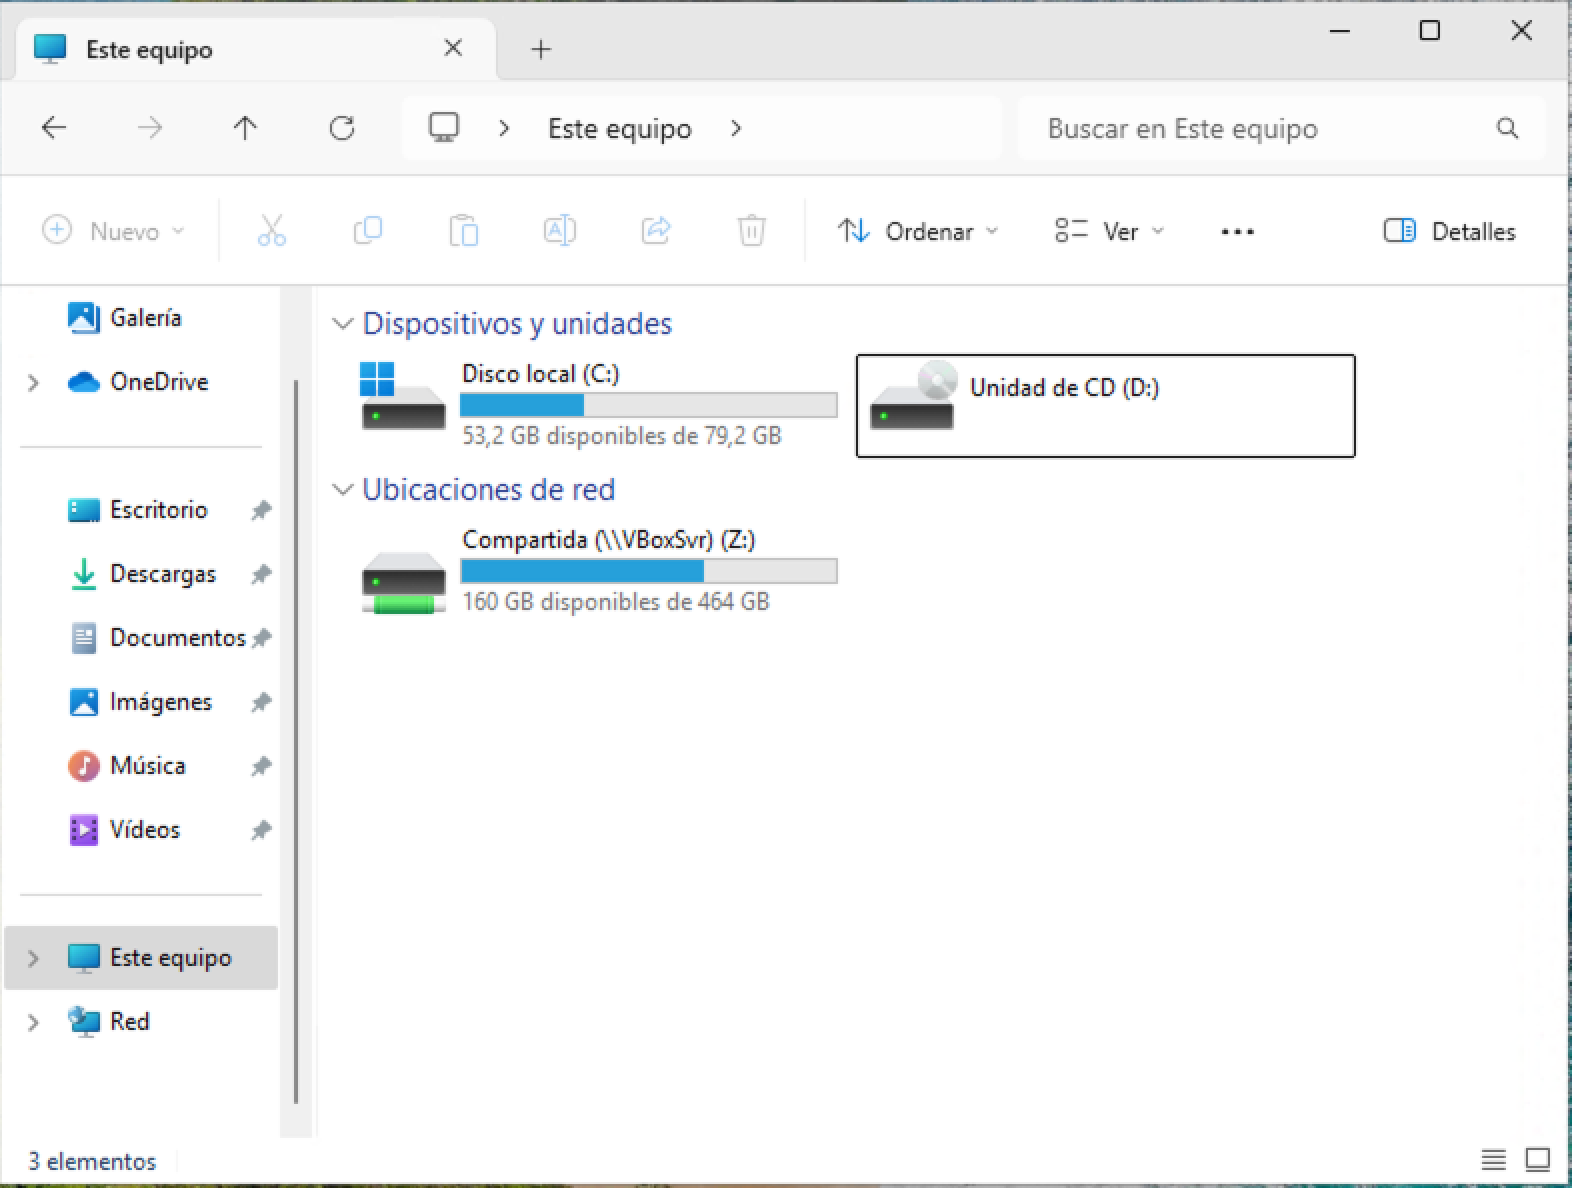 Este equipo
Este equipo
Buscar en Este equipo
Nuevo
Ordenar
Ver
Detalles
Galería
OneDrive
Escritorio
Descargas
Documentos
Imágenes
Música
Vídeos
Este equipo
Red
Dispositivos y unidades
Disco local (C:)
53,2 GB disponibles de 79,2 GB
Unidad de CD (D:)
Ubicaciones de red
Compartida (\\VBoxSvr) (Z:)
160 GB disponibles de 464 GB
3 elementos